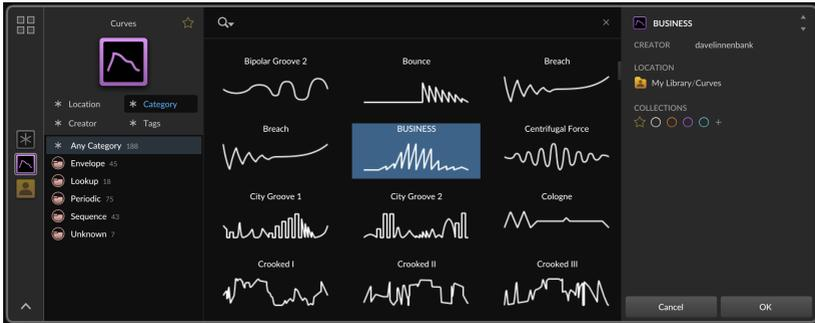 Curves
Location
Category
Creator
Tags
Any Category 188
Envelope 45
Lookup 18
Periodic 75
Sequence 43
Unknown 7
Bipolar Groove 2
Bounce
Breach
Breach
BUSINESS
Centrifugal Force
City Groove 1
City Groove 2
Cologne
Crooked I
Crooked II
Crooked III
BUSINESS
CREATOR davelinnenbank
LOCATION
My Library/Curves
COLLECTIONS
Cancel
OK